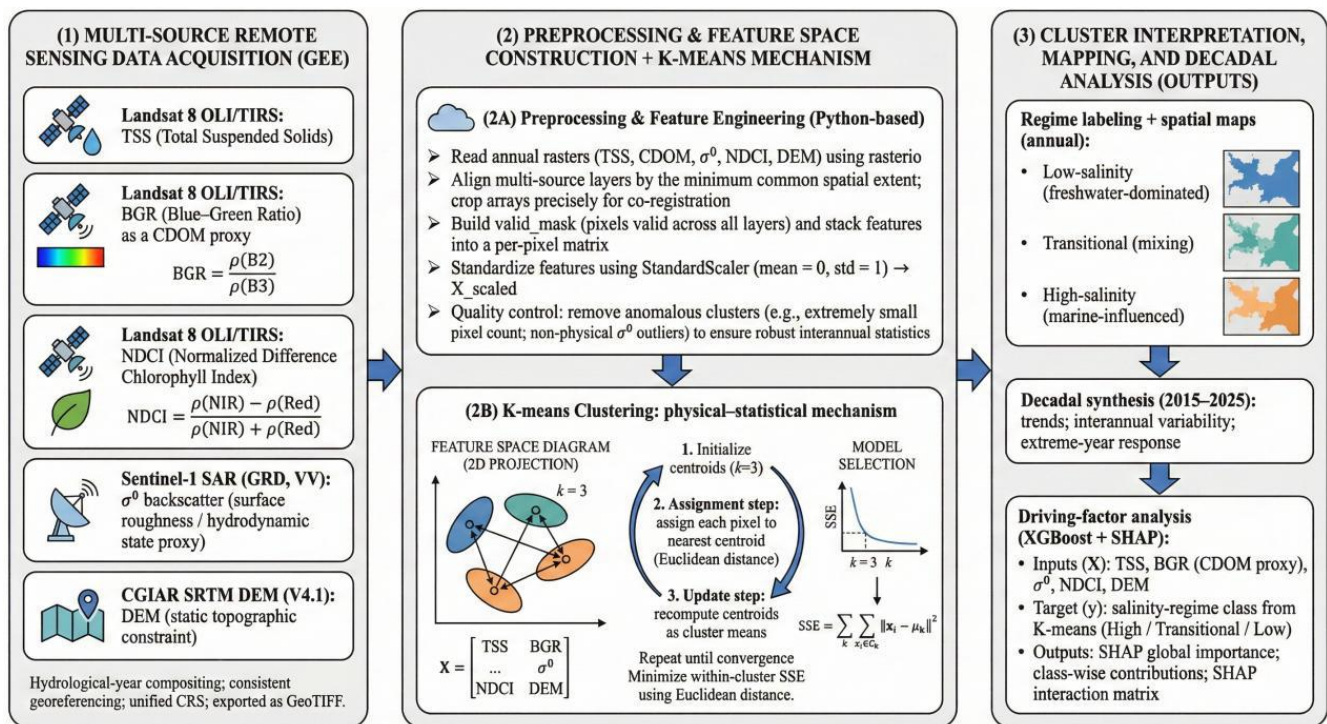 (1) MULTI-SOURCE REMOTE
SENSING DATA ACQUISITION (GEE)
Landsat 8 OLI/TIRS:
TSS (Total Suspended Solids)
Landsat 8 OLI/TIRS:
BGR (Blue–Green Ratio)
as a CDOM proxy
BGR = ρ(B2) / ρ(B3)
Landsat 8 OLI/TIRS:
NDCI (Normalized Difference
Chlorophyll Index)
NDCI = ρ(NIR) − ρ(Red) / ρ(NIR) + ρ(Red)
Sentinel-1 SAR (GRD, VV):
σ⁰ backscatter (surface
roughness / hydrodynamic
state proxy)
CGIAR SRTM DEM (V4.1):
DEM (static topographic
constraint)
Hydrological-year compositing; consistent
georeferencing; unified CRS; exported as GeoTIFF.
(2) PREPROCESSING & FEATURE SPACE
CONSTRUCTION + K-MEANS MECHANISM
(2A) Preprocessing & Feature Engineering (Python-based)
➢ Read annual rasters (TSS, CDOM, σ⁰, NDCI, DEM) using rasterio
➢ Align multi-source layers by the minimum common spatial extent;
crop arrays precisely for co-registration
➢ Build valid_mask (pixels valid across all layers) and stack features
into a per-pixel matrix
➢ Standardize features using StandardScaler (mean = 0, std = 1) →
X_scaled
➢ Quality control: remove anomalous clusters (e.g., extremely small
pixel count; non-physical σ⁰ outliers) to ensure robust interannual statistics
(2B) K-means Clustering: physical–statistical mechanism
FEATURE SPACE DIAGRAM
(2D PROJECTION)
k = 3
X = [ TSS BGR
... σ⁰
NDCI DEM ]
1. Initialize
centroids (k=3)
2. Assignment step:
assign each pixel to
nearest centroid
(Euclidean distance)
3. Update step:
recompute centroids
as cluster means
Repeat until convergence
Minimize within-cluster SSE
using Euclidean distance.
MODEL
SELECTION
SSE
k = 3 k
SSE = ∑ₖ ∑ xᵢ∈Cₖ ‖xᵢ − μₖ‖²
(3) CLUSTER INTERPRETATION,
MAPPING, AND DECADAL
ANALYSIS (OUTPUTS)
Regime labeling + spatial maps
(annual):
• Low-salinity
(freshwater-dominated)
• Transitional (mixing)
• High-salinity
(marine-influenced)
Decadal synthesis (2015–2025):
trends; interannual variability;
extreme-year response
Driving-factor analysis
(XGBoost + SHAP):
• Inputs (X): TSS, BGR (CDOM proxy),
σ⁰, NDCI, DEM
• Target (y): salinity-regime class from
K-means (High / Transitional / Low)
• Outputs: SHAP global importance;
class-wise contributions; SHAP
interaction matrix